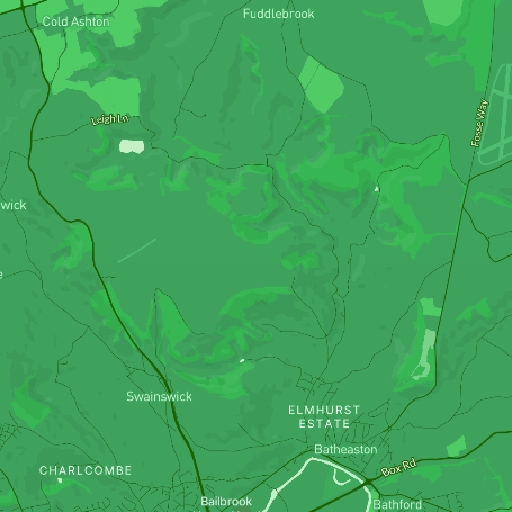 Fuddlebrook
Cold Ashton
Leigh Ln
Fosse Way
wick
e
Swainswick
ELMHURST
ESTATE
Batheaston
CHARLCOMBE
Box Rd
Bailbrook
Bathford